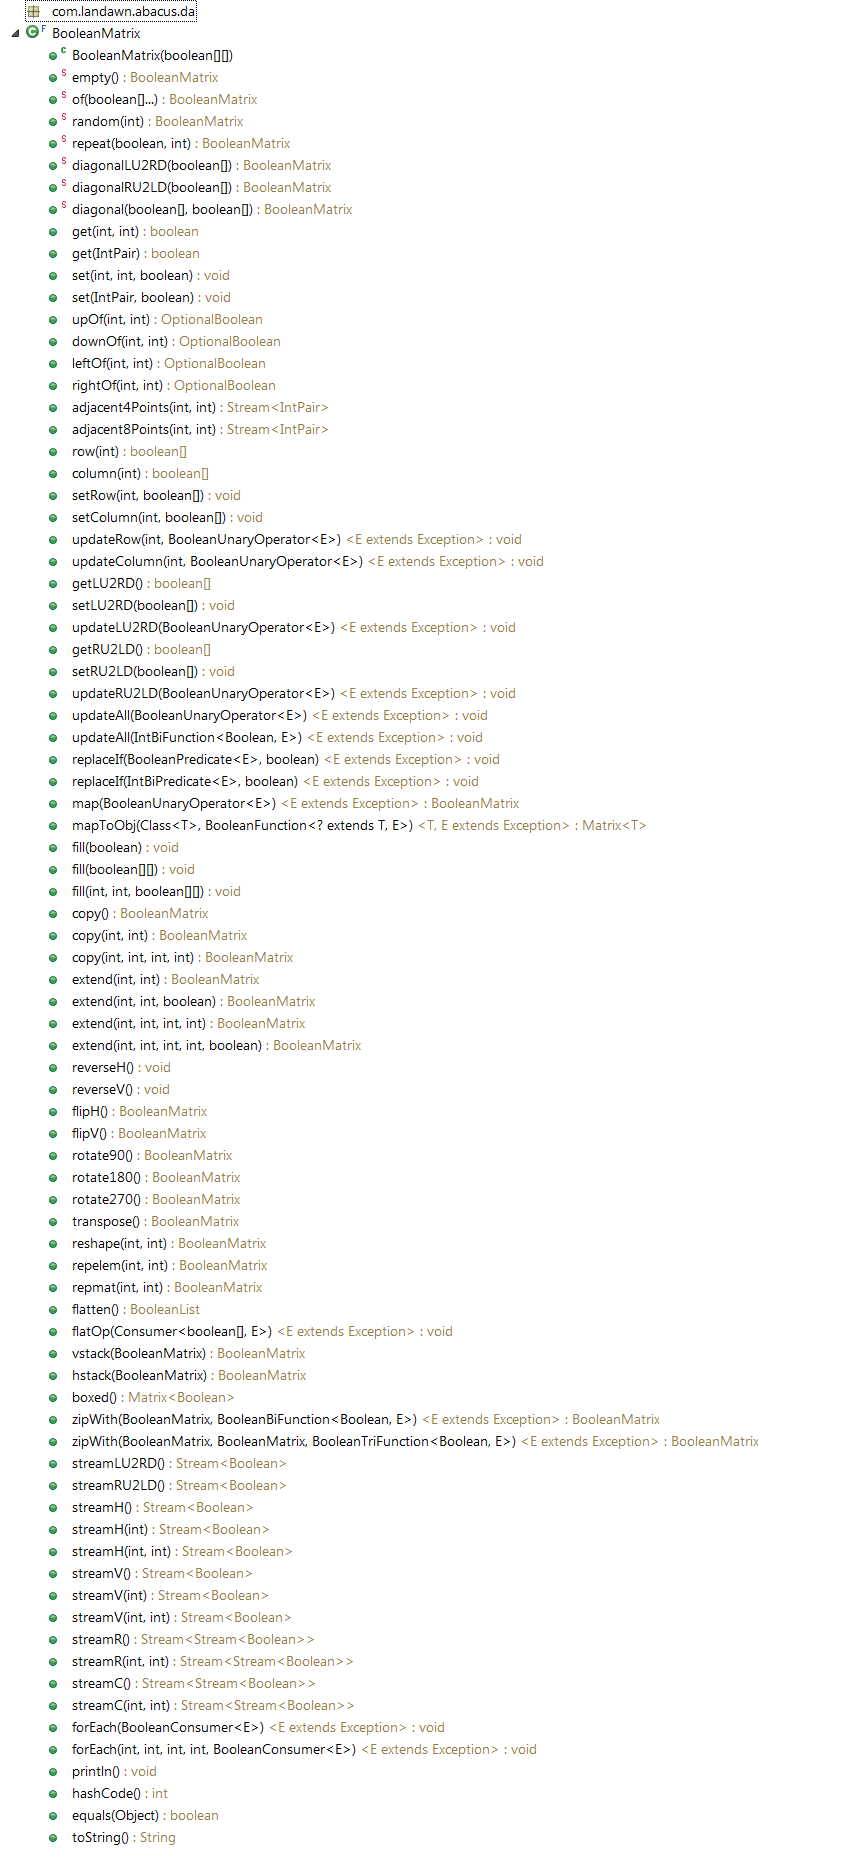 com.landawn.abacus.da
F BooleanMatrix
C BooleanMatrix(boolean[][])
S empty() : BooleanMatrix
S of(boolean[]...) : BooleanMatrix
S random(int) : BooleanMatrix
S repeat(boolean, int) : BooleanMatrix
S diagonalLU2RD(boolean[]) : BooleanMatrix
S diagonalRU2LD(boolean[]) : BooleanMatrix
S diagonal(boolean[], boolean[]) : BooleanMatrix
get(int, int) : boolean
get(IntPair) : boolean
set(int, int, boolean) : void
set(IntPair, boolean) : void
upOf(int, int) : OptionalBoolean
downOf(int, int) : OptionalBoolean
leftOf(int, int) : OptionalBoolean
rightOf(int, int) : OptionalBoolean
adjacent4Points(int, int) : Stream<IntPair>
adjacent8Points(int, int) : Stream<IntPair>
row(int) : boolean[]
column(int) : boolean[]
setRow(int, boolean[]) : void
setColumn(int, boolean[]) : void
updateRow(int, BooleanUnaryOperator<E>) <E extends Exception> : void
updateColumn(int, BooleanUnaryOperator<E>) <E extends Exception> : void
getLU2RD() : boolean[]
setLU2RD(boolean[]) : void
updateLU2RD(BooleanUnaryOperator<E>) <E extends Exception> : void
getRU2LD() : boolean[]
setRU2LD(boolean[]) : void
updateRU2LD(BooleanUnaryOperator<E>) <E extends Exception> : void
updateAll(BooleanUnaryOperator<E>) <E extends Exception> : void
updateAll(IntBiFunction<Boolean, E>) <E extends Exception> : void
replaceIf(BooleanPredicate<E>, boolean) <E extends Exception> : void
replaceIf(IntBiPredicate<E>, boolean) <E extends Exception> : void
map(BooleanUnaryOperator<E>) <E extends Exception> : BooleanMatrix
mapToObj(Class<T>, BooleanFunction<? extends T, E>) <T, E extends Exception> : Matrix<T>
fill(boolean) : void
fill(boolean[][]) : void
fill(int, int, boolean[][]) : void
copy() : BooleanMatrix
copy(int, int) : BooleanMatrix
copy(int, int, int, int) : BooleanMatrix
extend(int, int) : BooleanMatrix
extend(int, int, boolean) : BooleanMatrix
extend(int, int, int, int) : BooleanMatrix
extend(int, int, int, int, boolean) : BooleanMatrix
reverseH() : void
reverseV() : void
flipH() : BooleanMatrix
flipV() : BooleanMatrix
rotate90() : BooleanMatrix
rotate180() : BooleanMatrix
rotate270() : BooleanMatrix
transpose() : BooleanMatrix
reshape(int, int) : BooleanMatrix
repelem(int, int) : BooleanMatrix
repmat(int, int) : BooleanMatrix
flatten() : BooleanList
flatOp(Consumer<boolean[], E>) <E extends Exception> : void
vstack(BooleanMatrix) : BooleanMatrix
hstack(BooleanMatrix) : BooleanMatrix
boxed() : Matrix<Boolean>
zipWith(BooleanMatrix, BooleanBiFunction<Boolean, E>) <E extends Exception> : BooleanMatrix
zipWith(BooleanMatrix, BooleanMatrix, BooleanTriFunction<Boolean, E>) <E extends Exception> : BooleanMatrix
streamLU2RD() : Stream<Boolean>
streamRU2LD() : Stream<Boolean>
streamH() : Stream<Boolean>
streamH(int) : Stream<Boolean>
streamH(int, int) : Stream<Boolean>
streamV() : Stream<Boolean>
streamV(int) : Stream<Boolean>
streamV(int, int) : Stream<Boolean>
streamR() : Stream<Stream<Boolean>>
streamR(int, int) : Stream<Stream<Boolean>>
streamC() : Stream<Stream<Boolean>>
streamC(int, int) : Stream<Stream<Boolean>>
forEach(BooleanConsumer<E>) <E extends Exception> : void
forEach(int, int, int, int, BooleanConsumer<E>) <E extends Exception> : void
println() : void
hashCode() : int
equals(Object) : boolean
toString() : String